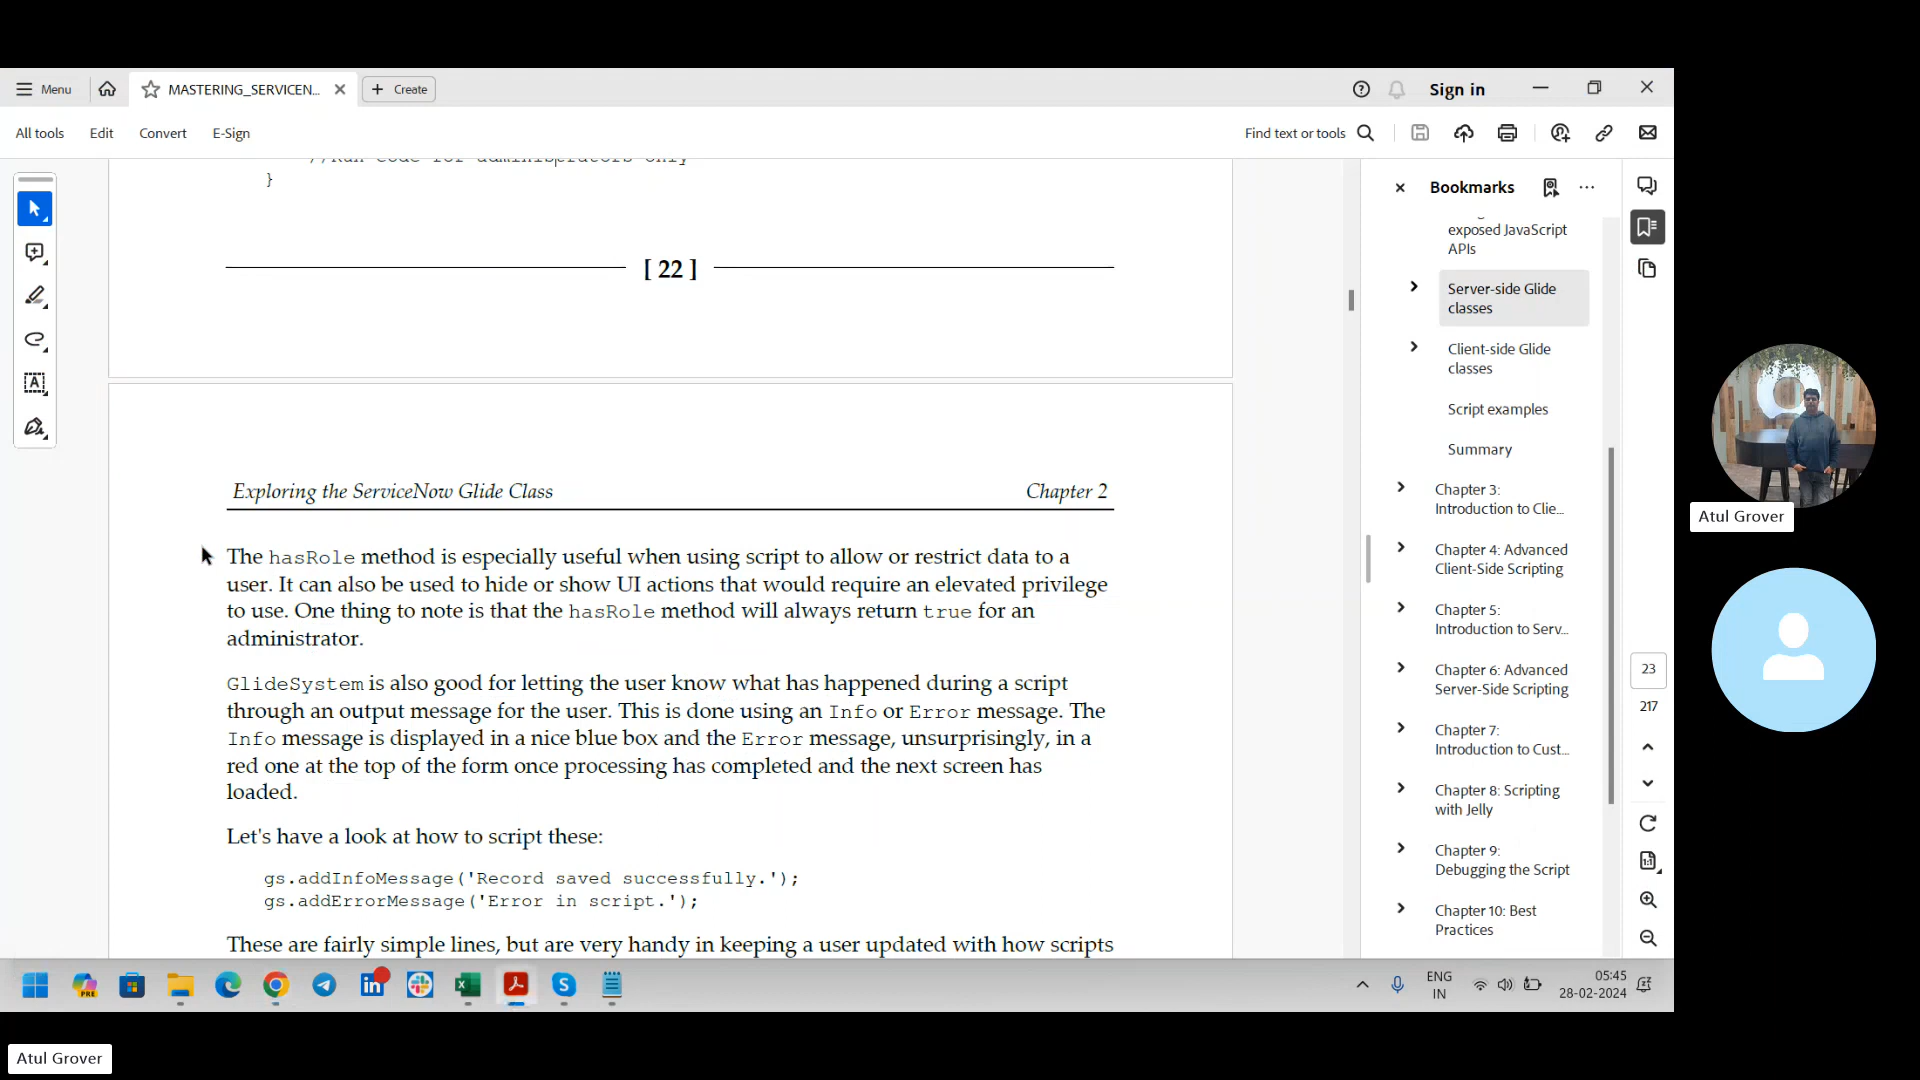 Menu
MASTERING_SERVICEN...
Create
Sign in
All tools
Edit
Convert
E-Sign
Find text or tools
}
[ 22 ]
Exploring the ServiceNow Glide Class
Chapter 2
The hasRole method is especially useful when using script to allow or restrict data to a
user. It can also be used to hide or show UI actions that would require an elevated privilege
to use. One thing to note is that the hasRole method will always return true for an
administrator.
GlideSystem is also good for letting the user know what has happened during a script
through an output message for the user. This is done using an Info or Error message. The
Info message is displayed in a nice blue box and the Error message, unsurprisingly, in a
red one at the top of the form once processing has completed and the next screen has
loaded.
Let's have a look at how to script these:
gs.addInfoMessage('Record saved successfully.');
gs.addErrorMessage('Error in script.');
These are fairly simple lines, but are very handy in keeping a user updated with how scripts
Bookmarks
exposed JavaScript
APIs
Server-side Glide
classes
Client-side Glide
classes
Script examples
Summary
Chapter 3:
Introduction to Clie...
Chapter 4: Advanced
Client-Side Scripting
Chapter 5:
Introduction to Serv...
Chapter 6: Advanced
Server-Side Scripting
Chapter 7:
Introduction to Cust...
Chapter 8: Scripting
with Jelly
Chapter 9:
Debugging the Script
Chapter 10: Best
Practices
23
217
1:1
PRE
ENG
IN
05:45
28-02-2024
Atul Grover
Atul Grover